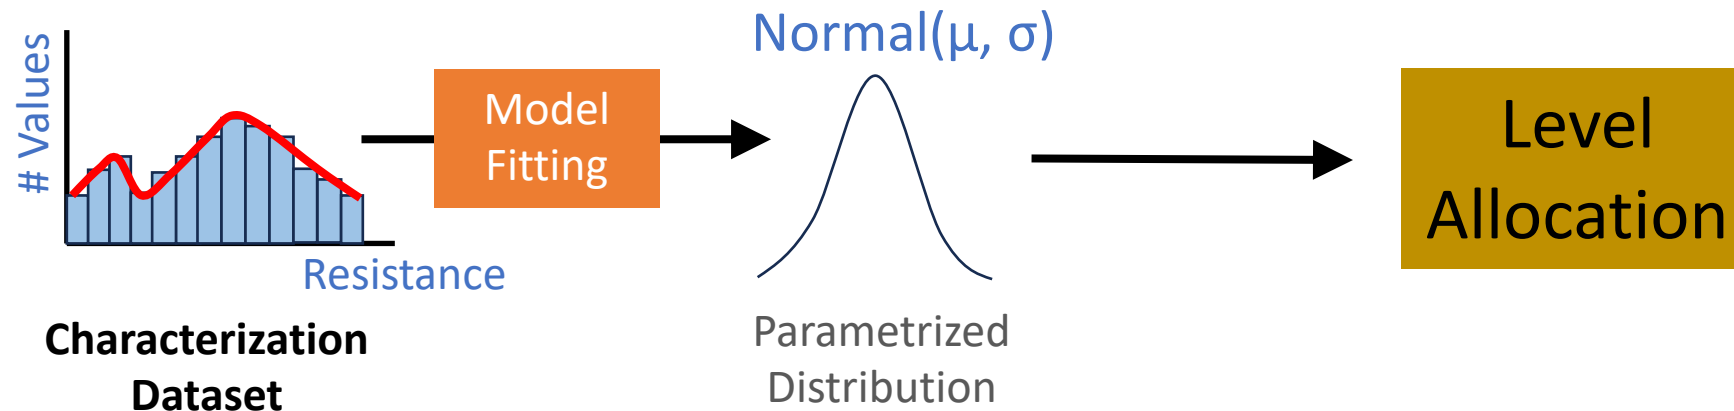 # Values
Resistance
Characterization
Dataset
Model
Fitting
Normal(μ, σ)
Parametrized
Distribution
Level
Allocation